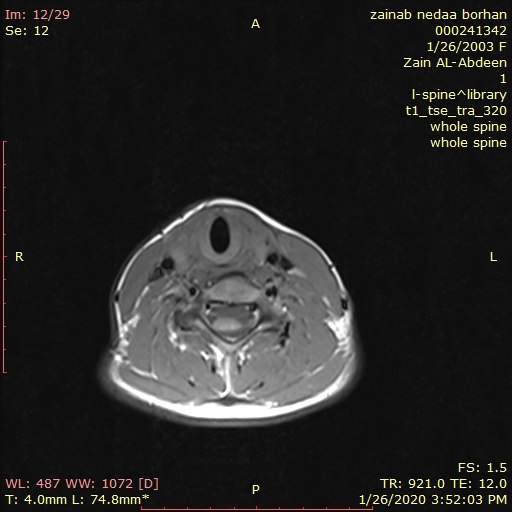 Im: 12/29
Se: 12
A
zainab nedaa borhan
000241342
1/26/2003 F
Zain AL-Abdeen
1
l-spine^library
t1_tse_tra_320
whole spine
whole spine
R
L
WL: 487 WW: 1072 [D]
T: 4.0mm L: 74.8mm*
P
FS: 1.5
TR: 921.0 TE: 12.0
1/26/2020 3:52:03 PM